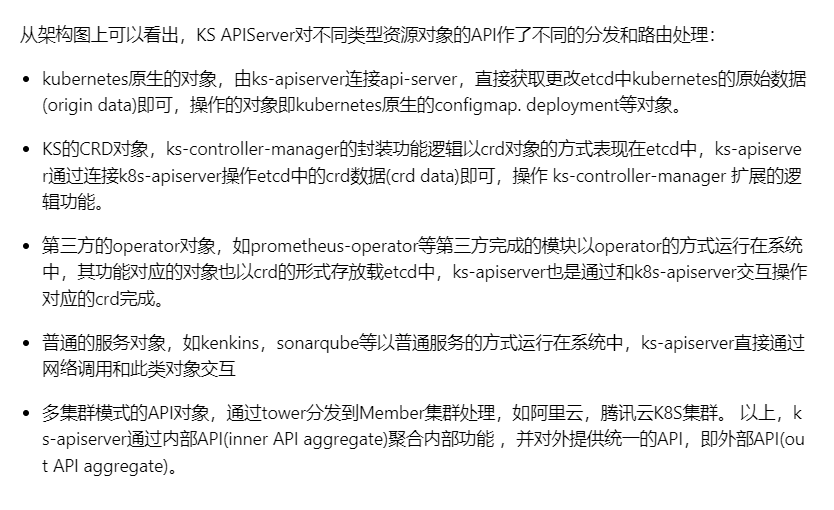 从架构图上可以看出，KS APIServer对不同类型资源对象的API作了不同的分发和路由处理：
kubernetes原生的对象，由ks-apiserver连接api-server，直接获取更改etcd中kubernetes的原始数据
(origin data)即可，操作的对象即kubernetes原生的configmap. deployment等对象。
KS的CRD对象，ks-controller-manager的封装功能逻辑以crd对象的方式表现在etcd中，ks-apiserve
r通过连接k8s-apiserver操作etcd中的crd数据(crd data)即可，操作 ks-controller-manager 扩展的逻
辑功能。
第三方的operator对象，如prometheus-operator等第三方完成的模块以operator的方式运行在系统
中，其功能对应的对象也以crd的形式存放载etcd中，ks-apiserver也是通过和k8s-apiserver交互操作
对应的crd完成。
普通的服务对象，如kenkins，sonarqube等以普通服务的方式运行在系统中，ks-apiserver直接通过
网络调用和此类对象交互
多集群模式的API对象，通过tower分发到Member集群处理，如阿里云，腾讯云K8S集群。 以上，k
s-apiserver通过内部API(inner API aggregate)聚合内部功能 ，并对外提供统一的API，即外部API(ou
t API aggregate)。